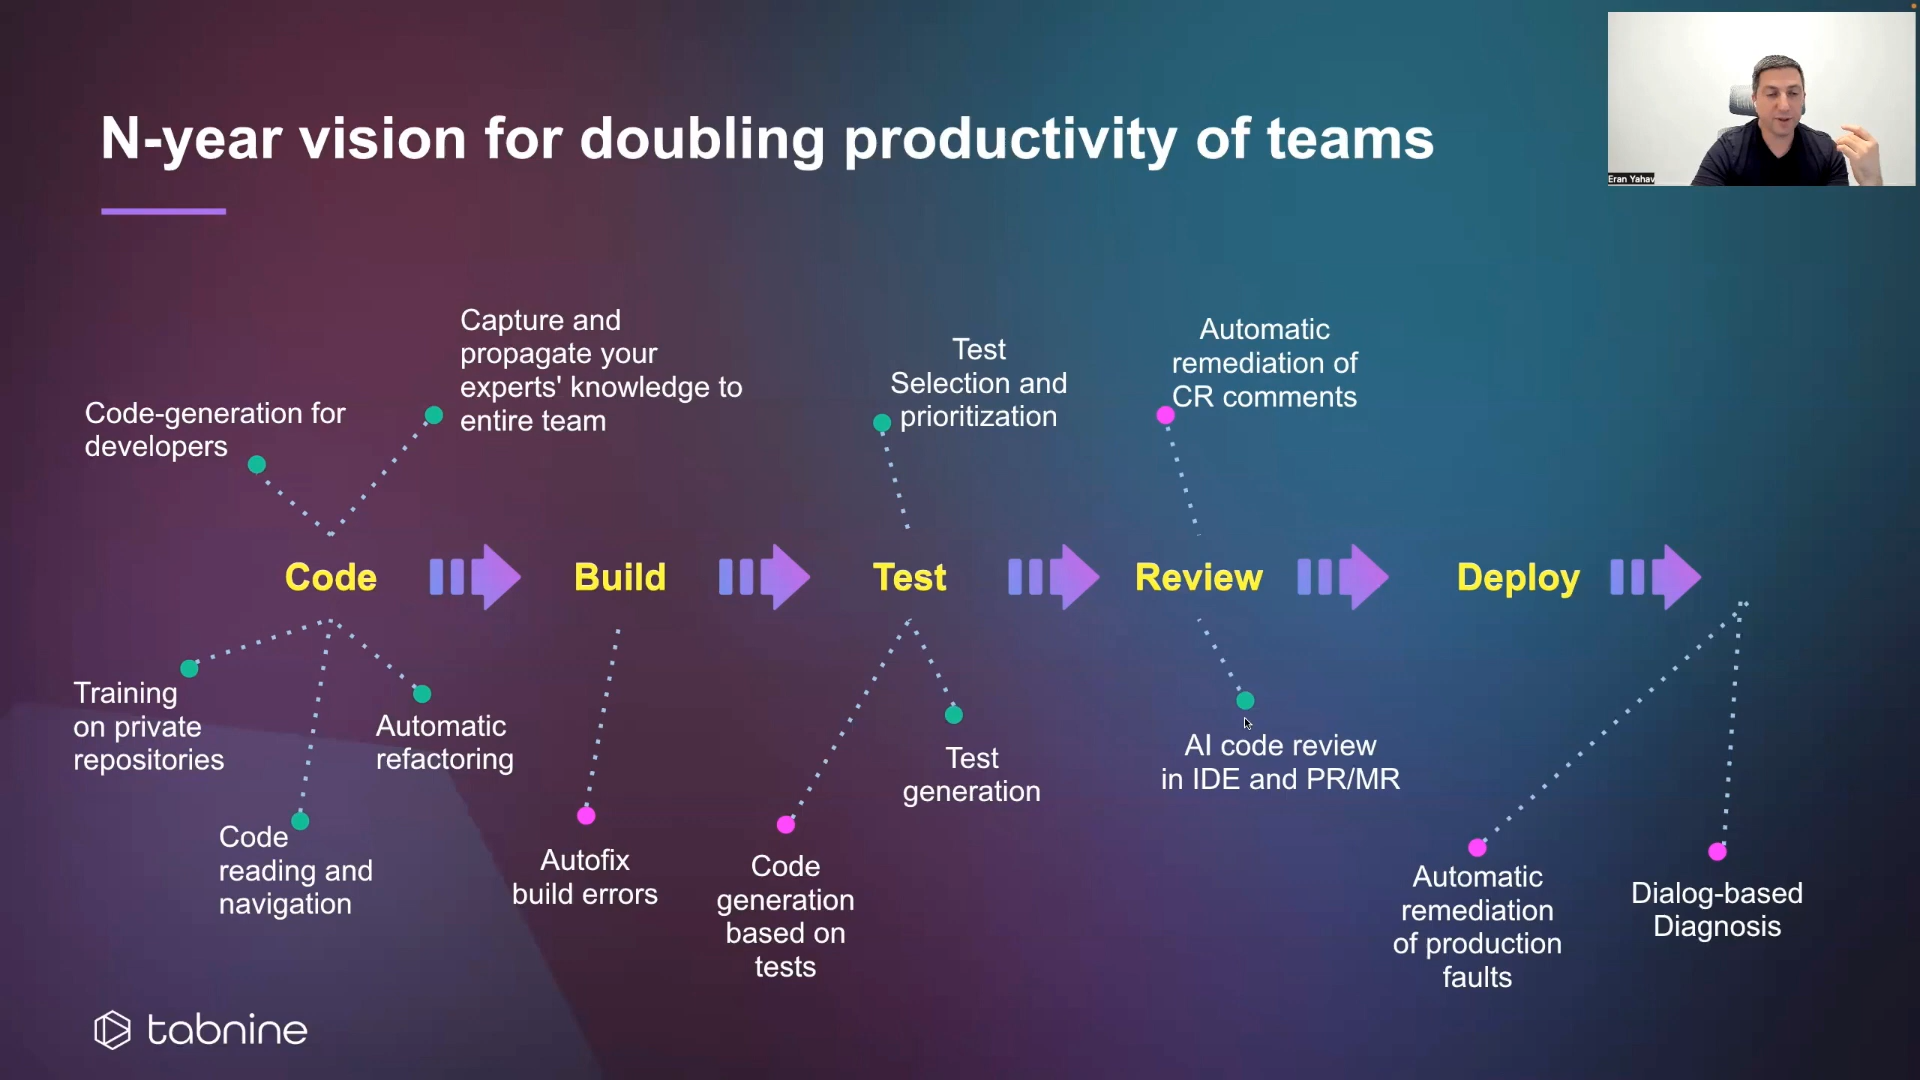 N-year vision for doubling productivity of teams
Eran Yahav
Code-generation for
developers
Capture and
propagate your
experts' knowledge to
entire team
Test
Selection and
prioritization
Automatic
remediation of
CR comments
Code
Build
Test
Review
Deploy
Training
on private
repositories
Automatic
refactoring
Code
reading and
navigation
Autofix
build errors
Code
generation
based on
tests
Test
generation
AI code review
in IDE and PR/MR
Automatic
remediation
of production
faults
Dialog-based
Diagnosis
tabnine